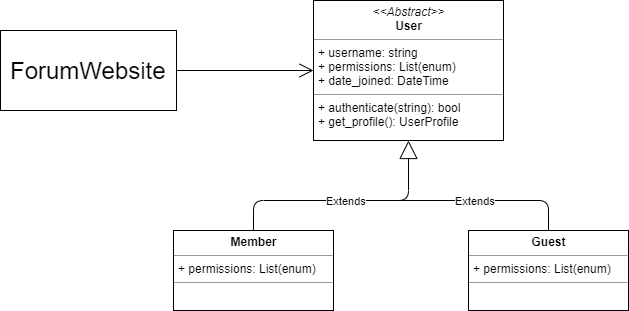 <<Abstract>>
User
+ username: string
+ permissions: List(enum)
+ date_joined: DateTime
+ authenticate(string): bool
+ get_profile(): UserProfile
ForumWebsite
Extends
Extends
Member
+ permissions: List(enum)
Guest
+ permissions: List(enum)